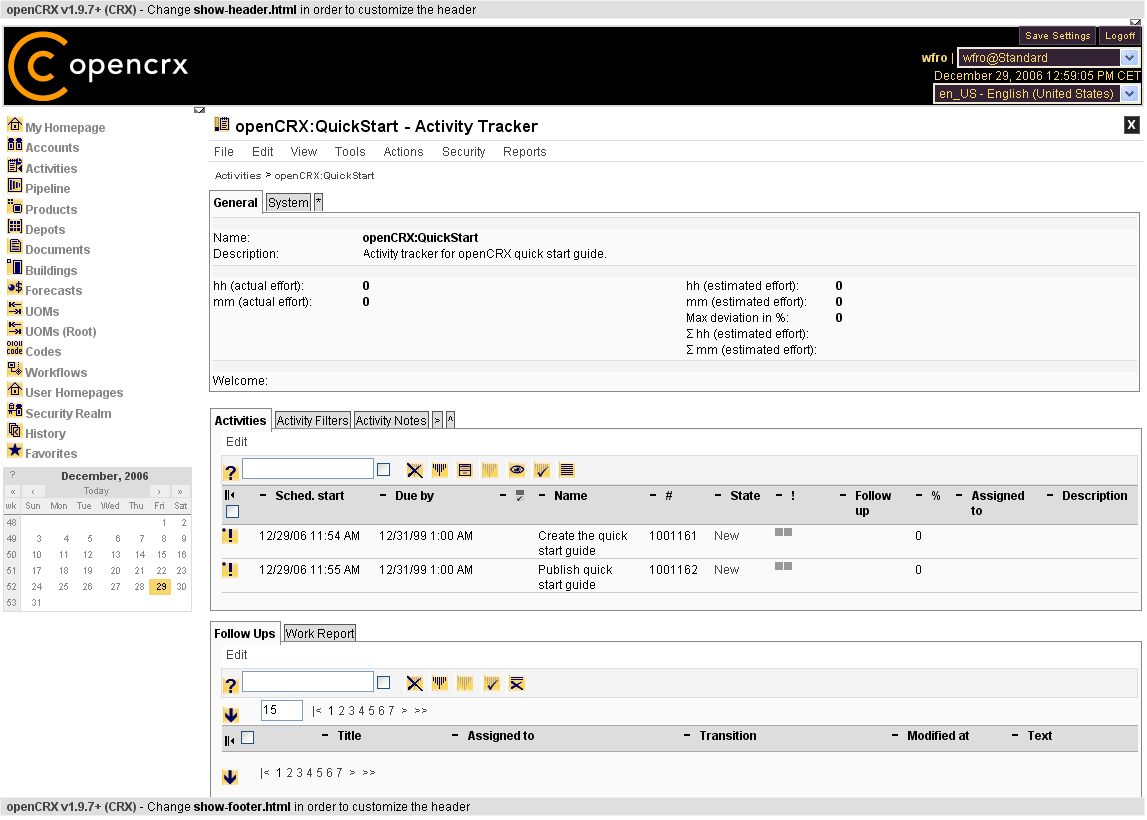 openCRX v1.9.7+ (CRX) - Change show-header.html in order to customize the header
Save Settings Logoff
opencrx
wfro | wfro@Standard
December 29, 2006 12:59:05 PM CET
en_US - English (United States)
My Homepage
Accounts
Activities
Pipeline
Products
Depots
Documents
Buildings
Forecasts
UOMs
UOMs (Root)
Codes
Workflows
User Homepages
Security Realm
History
Favorites
? December, 2006
« ‹ Today › »
wk Sun Mon Tue Wed Thu Fri Sat
48 1 2
49 3 4 5 6 7 8 9
50 10 11 12 13 14 15 16
51 17 18 19 20 21 22 23
52 24 25 26 27 28 29 30
53 31
openCRX:QuickStart - Activity Tracker X
File Edit View Tools Actions Security Reports
Activities > openCRX:QuickStart
General System *
Name: openCRX:QuickStart
Description: Activity tracker for openCRX quick start guide.
hh (actual effort): 0 hh (estimated effort): 0
mm (actual effort): 0 mm (estimated effort): 0
Max deviation in %: 0
Σ hh (estimated effort):
Σ mm (estimated effort):
Welcome:
Activities Activity Filters Activity Notes > ^
Edit
?
Sched. start Due by Name # State ! Follow up % Assigned to Description
12/29/06 11:54 AM 12/31/99 1:00 AM Create the quick start guide 1001161 New 0
12/29/06 11:55 AM 12/31/99 1:00 AM Publish quick start guide 1001162 New 0
Follow Ups Work Report
Edit
?
15 |< 1 2 3 4 5 6 7 > >>
Title Assigned to Transition Modified at Text
|< 1 2 3 4 5 6 7 > >>
openCRX v1.9.7+ (CRX) - Change show-footer.html in order to customize the header